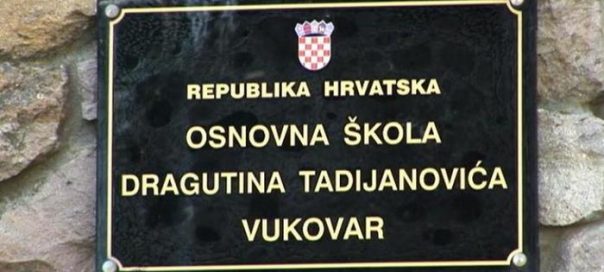 REPUBLIKA HRVATSKA
OSNOVNA ŠKOLA
DRAGUTINA TADIJANOVIĆA
VUKOVAR